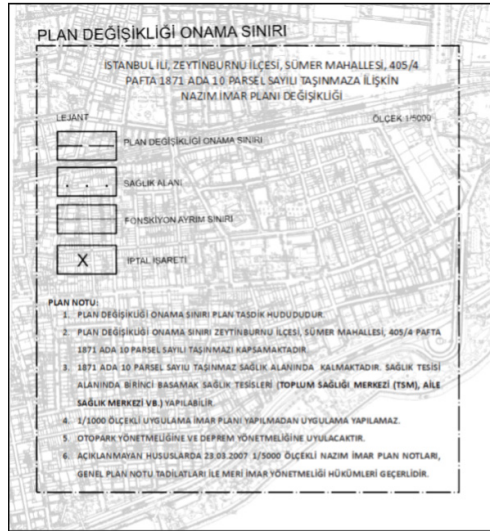 PLAN DEĞİŞİKLİĞİ ONAMA SINIRI
İSTANBUL İLİ, ZEYTİNBURNU İLÇESİ, SÜMER MAHALLESİ, 405/4
PAFTA 1871 ADA 10 PARSEL SAYILI TAŞINMAZA İLİŞKİN
NAZIM İMAR PLANI DEĞİŞİKLİĞİ
LEJANT
ÖLÇEK 1/5000
PLAN DEĞİŞİKLİĞİ ONAMA SINIRI
SAĞLIK ALANI
FONSKİYON AYRIM SINIRI
X İPTAL İŞARETİ
PLAN NOTU:
1. PLAN DEĞİŞİKLİĞİ ONAMA SINIRI PLAN TASDİK HUDUDUDUR.
2. PLAN DEĞİŞİKLİĞİ ONAMA SINIRI ZEYTİNBURNU İLÇESİ, SÜMER MAHALLESİ, 405/4 PAFTA
1871 ADA 10 PARSEL SAYILI TAŞINMAZI KAPSAMAKTADIR.
3. 1871 ADA 10 PARSEL SAYILI TAŞINMAZ SAĞLIK ALANINDA KALMAKTADIR. SAĞLIK TESİSİ
ALANINDA BİRİNCİ BASAMAK SAĞLIK TESİSLERİ (TOPLUM SAĞLIĞI MERKEZİ (TSM), AİLE
SAĞLIK MERKEZİ VB.) YAPILABİLİR.
4. 1/1000 ÖLÇEKLİ UYGULAMA İMAR PLANI YAPILMADAN UYGULAMA YAPILAMAZ.
5. OTOPARK YÖNETMELİĞİNE VE DEPREM YÖNETMELİĞİNE UYULACAKTIR.
6. AÇIKLANMAYAN HUSUSLARDA 23.03.2007 1/5000 ÖLÇEKLİ NAZIM İMAR PLAN NOTLARI,
GENEL PLAN NOTU TADİLATLARI İLE MERİ İMAR YÖNETMELİĞİ HÜKÜMLERİ GEÇERLİDİR.